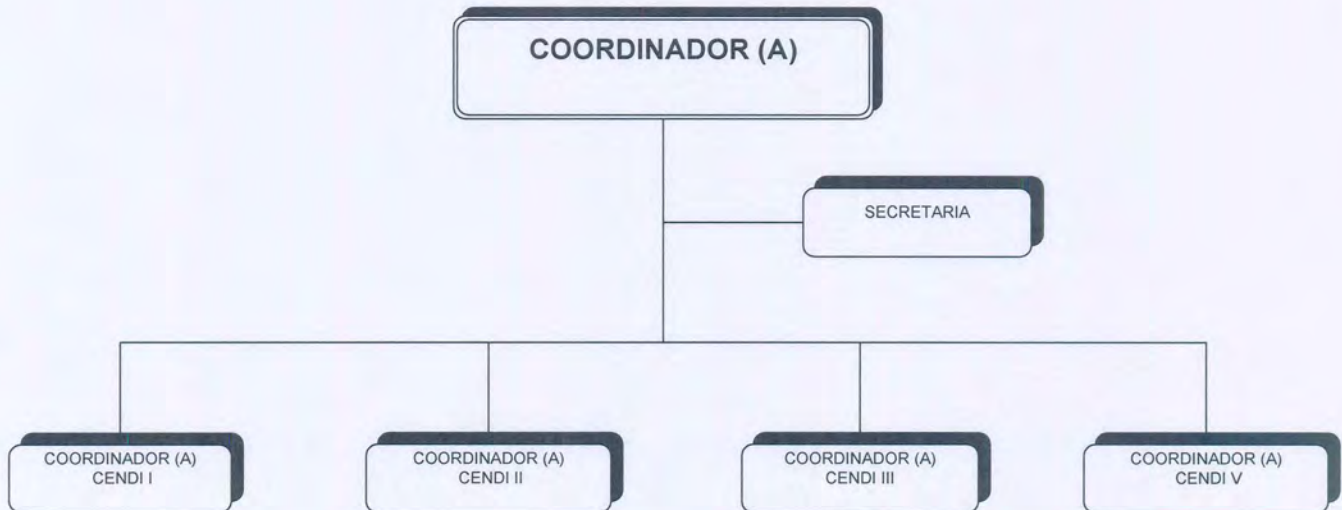 COORDINADOR (A)
SECRETARIA
COORDINADOR (A)
CENDI I
COORDINADOR (A)
CENDI II
COORDINADOR (A)
CENDI III
COORDINADOR (A)
CENDI V